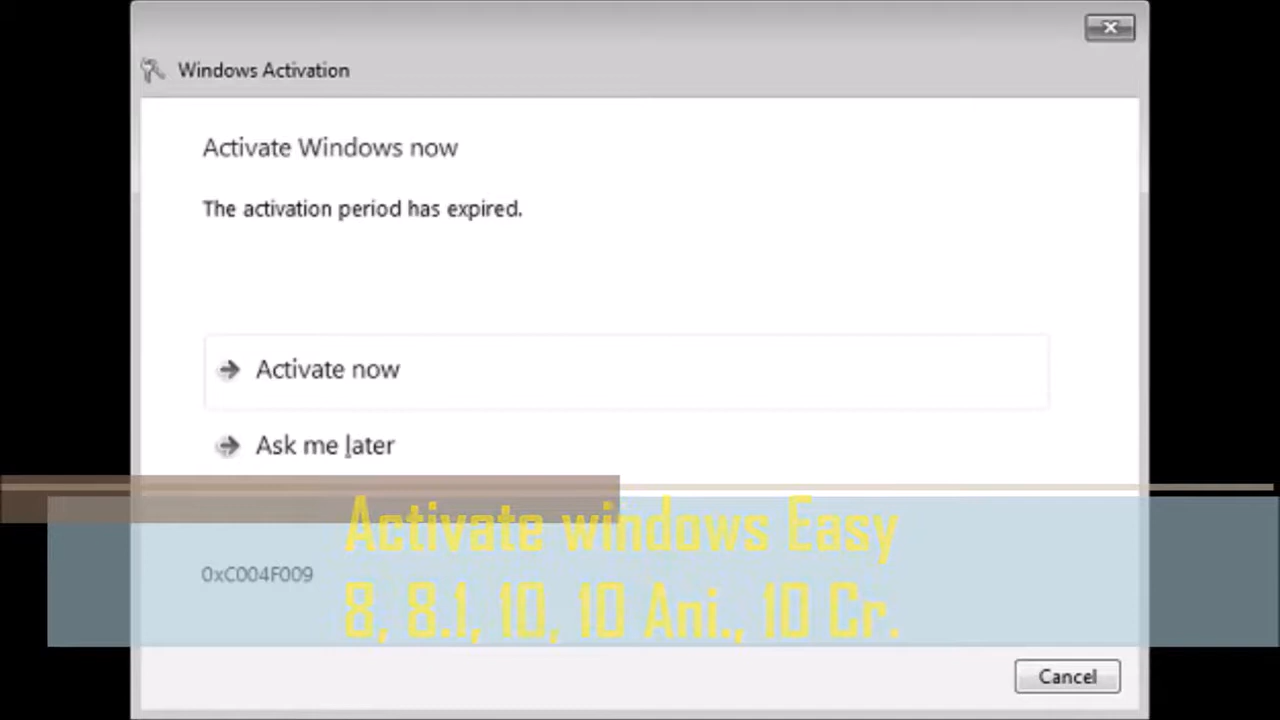 Windows Activation
Activate Windows now
The activation period has expired.
Activate now
Ask me later
Activate windows Easy
0xC004F009
8, 8.1, 10, 10 Ani., 10 Cr.
Cancel